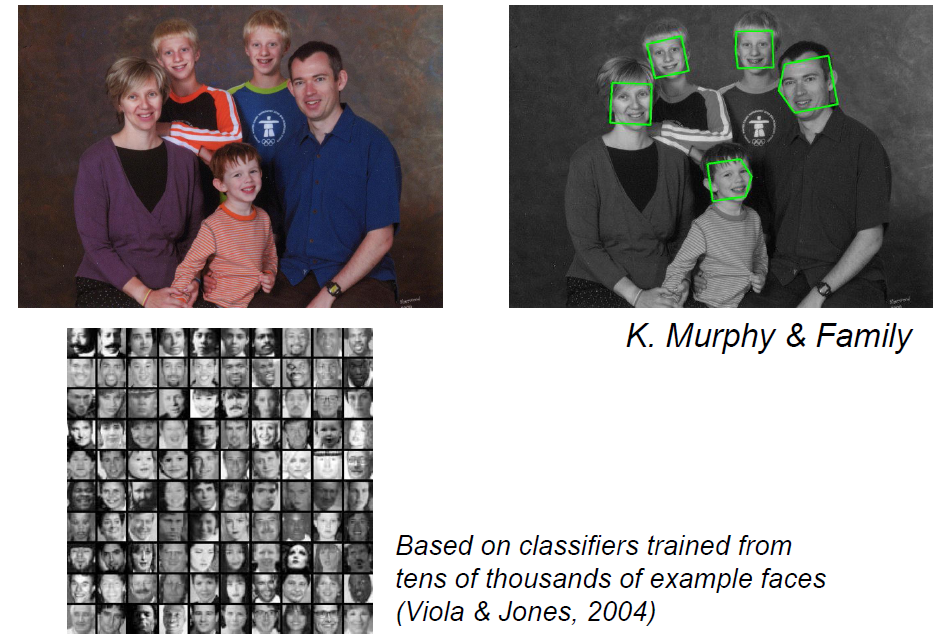 K. Murphy & Family
Based on classifiers trained from
tens of thousands of example faces
(Viola & Jones, 2004)